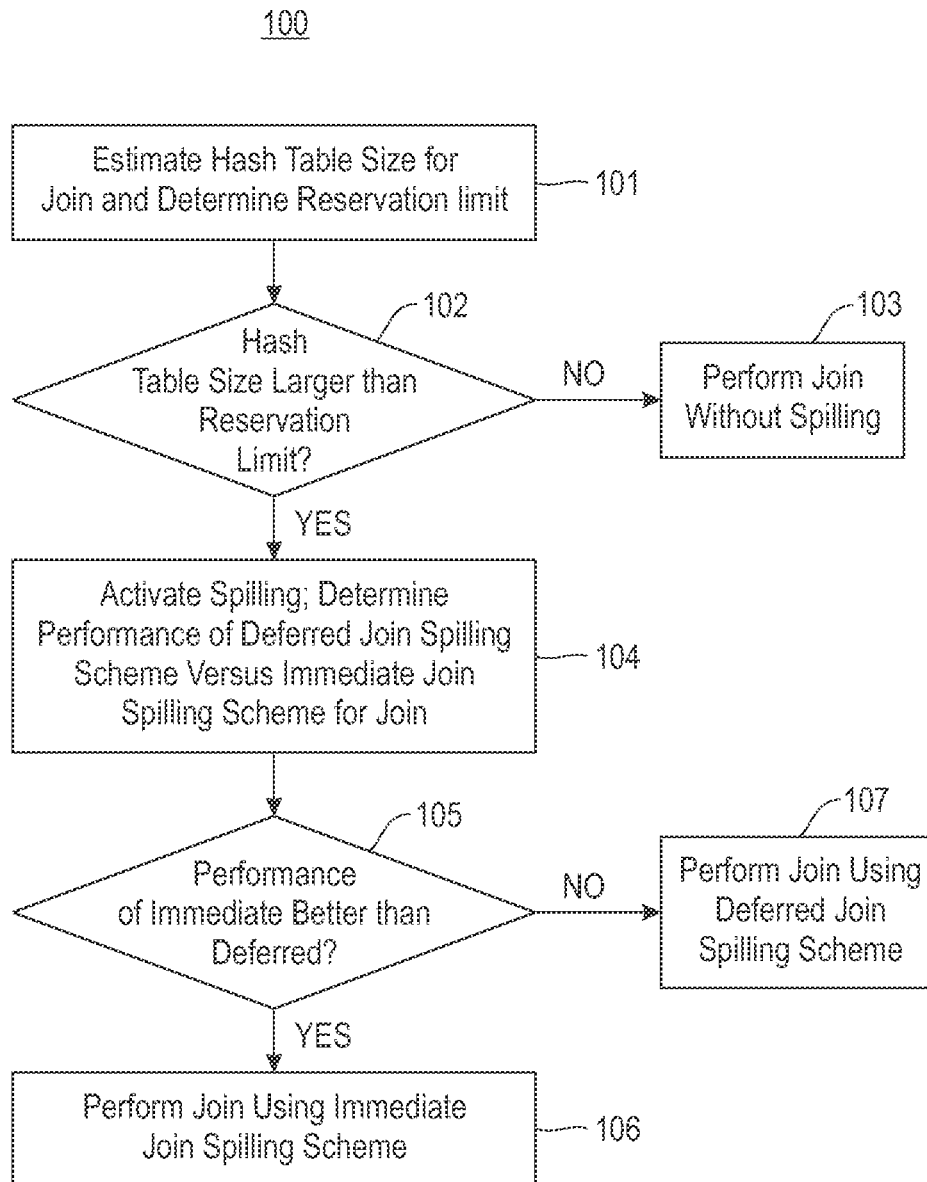 100
Estimate Hash Table Size for
Join and Determine Reservation limit
101
102
Hash
Table Size Larger than
Reservation
Limit?
NO
103
Perform Join
Without Spilling
YES
Activate Spilling; Determine
Performance of Deferred Join Spilling
Scheme Versus Immediate Join
Spilling Scheme for Join
104
105
Performance
of Immediate Better than
Deferred?
NO
107
Perform Join Using
Deferred Join
Spilling Scheme
YES
Perform Join Using Immediate
Join Spilling Scheme
106